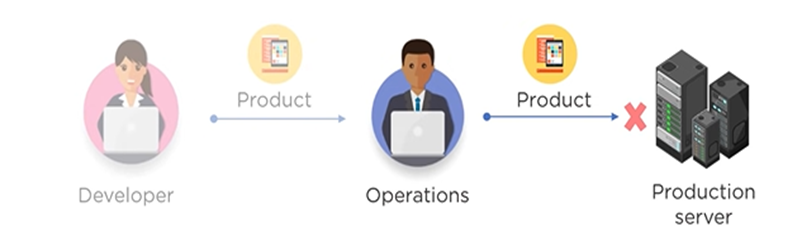 Product
Product
Developer
Operations
Production
server